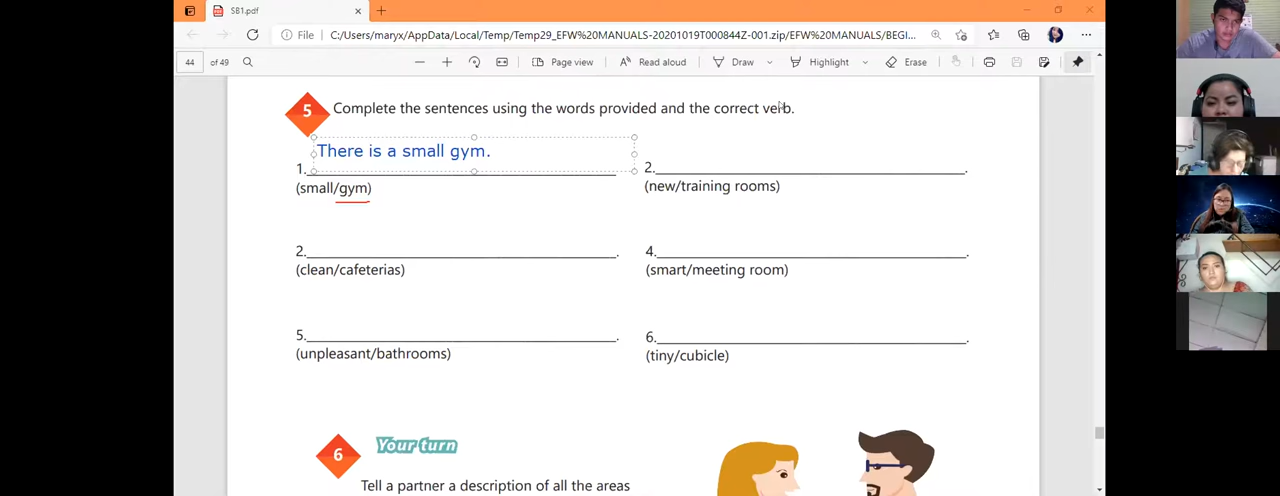 SB1.pdf
File C:/Users/maryx/AppData/Local/Temp/Temp29_EFW%20MANUALS-20201019T000844Z-001.zip/EFW%20MANUALS/BEGI...
44 of 49 Page view Read aloud Draw Highlight Erase
5 Complete the sentences using the words provided and the correct verb.
There is a small gym.
1. 2. .
(small/gym) (new/training rooms)
2. . 4. .
(clean/cafeterias) (smart/meeting room)
5. . 6. .
(unpleasant/bathrooms) (tiny/cubicle)
6 Your turn
Tell a partner a description of all the areas